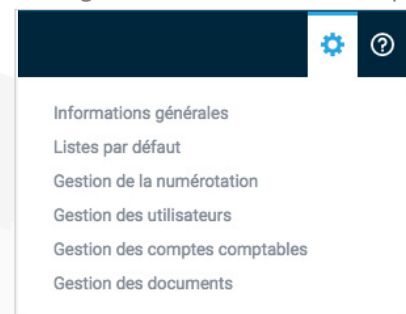 Informations générales
Listes par défaut
Gestion de la numérotation
Gestion des utilisateurs
Gestion des comptes comptables
Gestion des documents